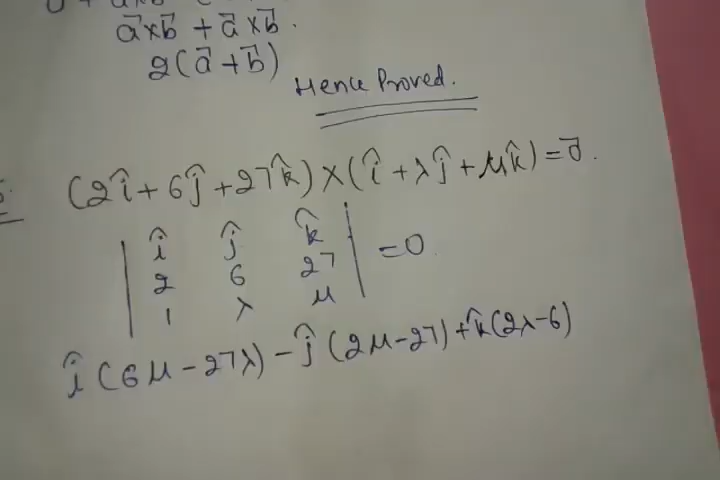 a⃗×b⃗ + a⃗×b⃗.
2(a⃗+b⃗)
Hence Proved.
(2î+6ĵ+27k̂)×(î+λĵ+μk̂)=0⃗.
| î ĵ k̂ |
| 2 6 27 | =0
| 1 λ μ |
î(6μ-27λ)-ĵ(2μ-27)+k̂(2λ-6)